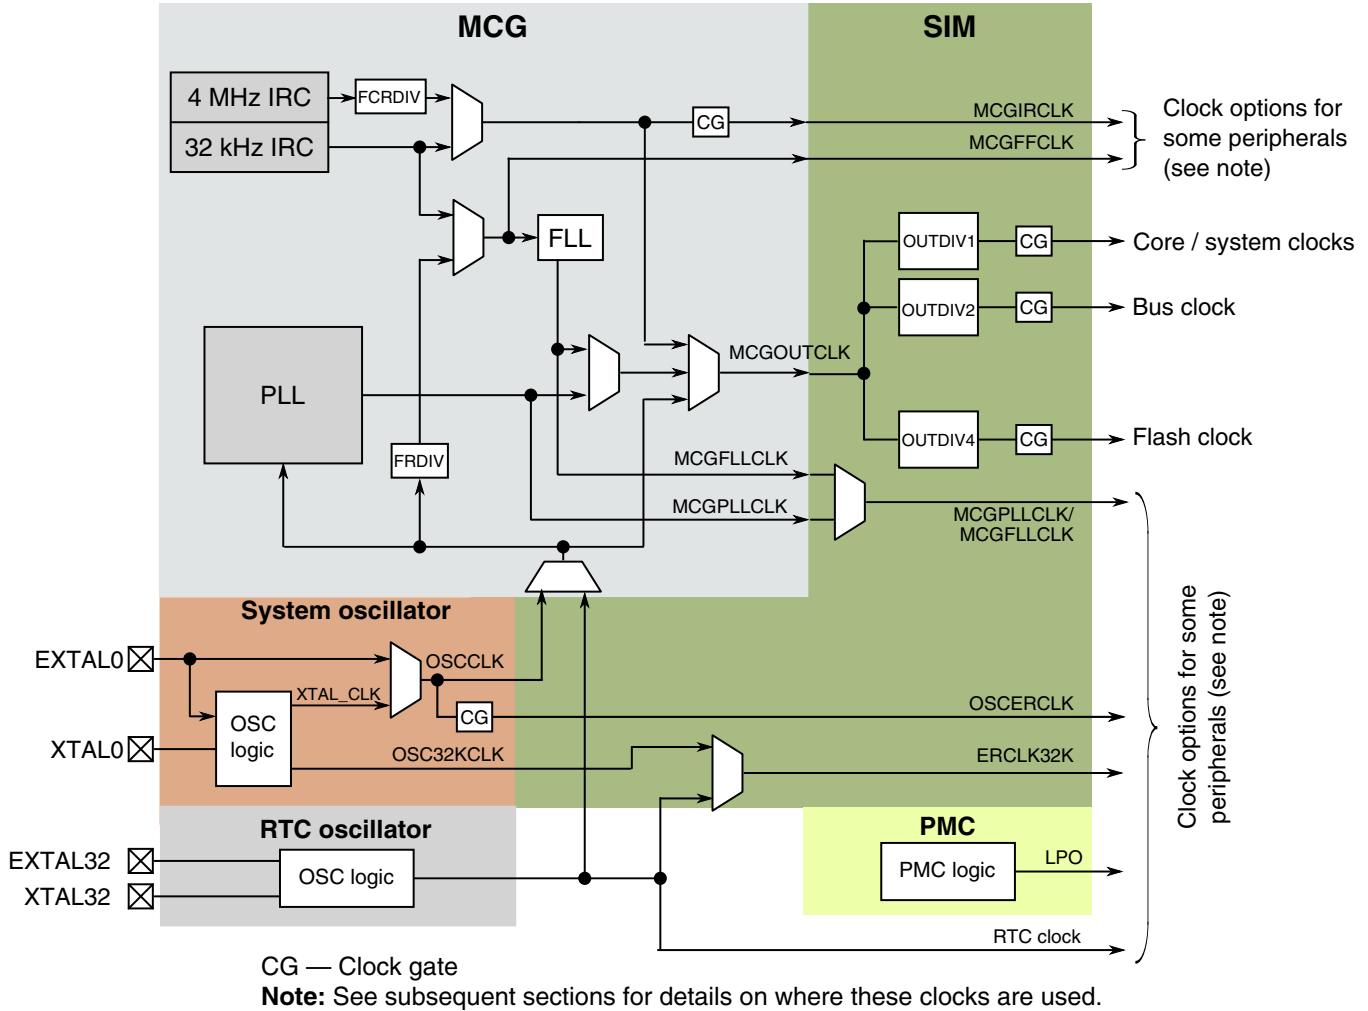 MCG
SIM
4 MHz IRC
FCRDIV
32 kHz IRC
CG
MCGIRCLK
MCGFFCLK
Clock options for
some peripherals
(see note)
FLL
OUTDIV1
CG
Core / system clocks
OUTDIV2
CG
Bus clock
PLL
MCGOUTCLK
FRDIV
OUTDIV4
CG
Flash clock
MCGFLLCLK
MCGPLLCLK
MCGPLLCLK/
MCGFLLCLK
System oscillator
EXTAL0
OSCCLK
XTAL_CLK
OSC
logic
CG
XTAL0
OSC32KCLK
OSCERCLK
ERCLK32K
Clock options for some
peripherals (see note)
RTC oscillator
PMC
EXTAL32
XTAL32
OSC logic
PMC logic
LPO
RTC clock
CG — Clock gate
Note: See subsequent sections for details on where these clocks are used.